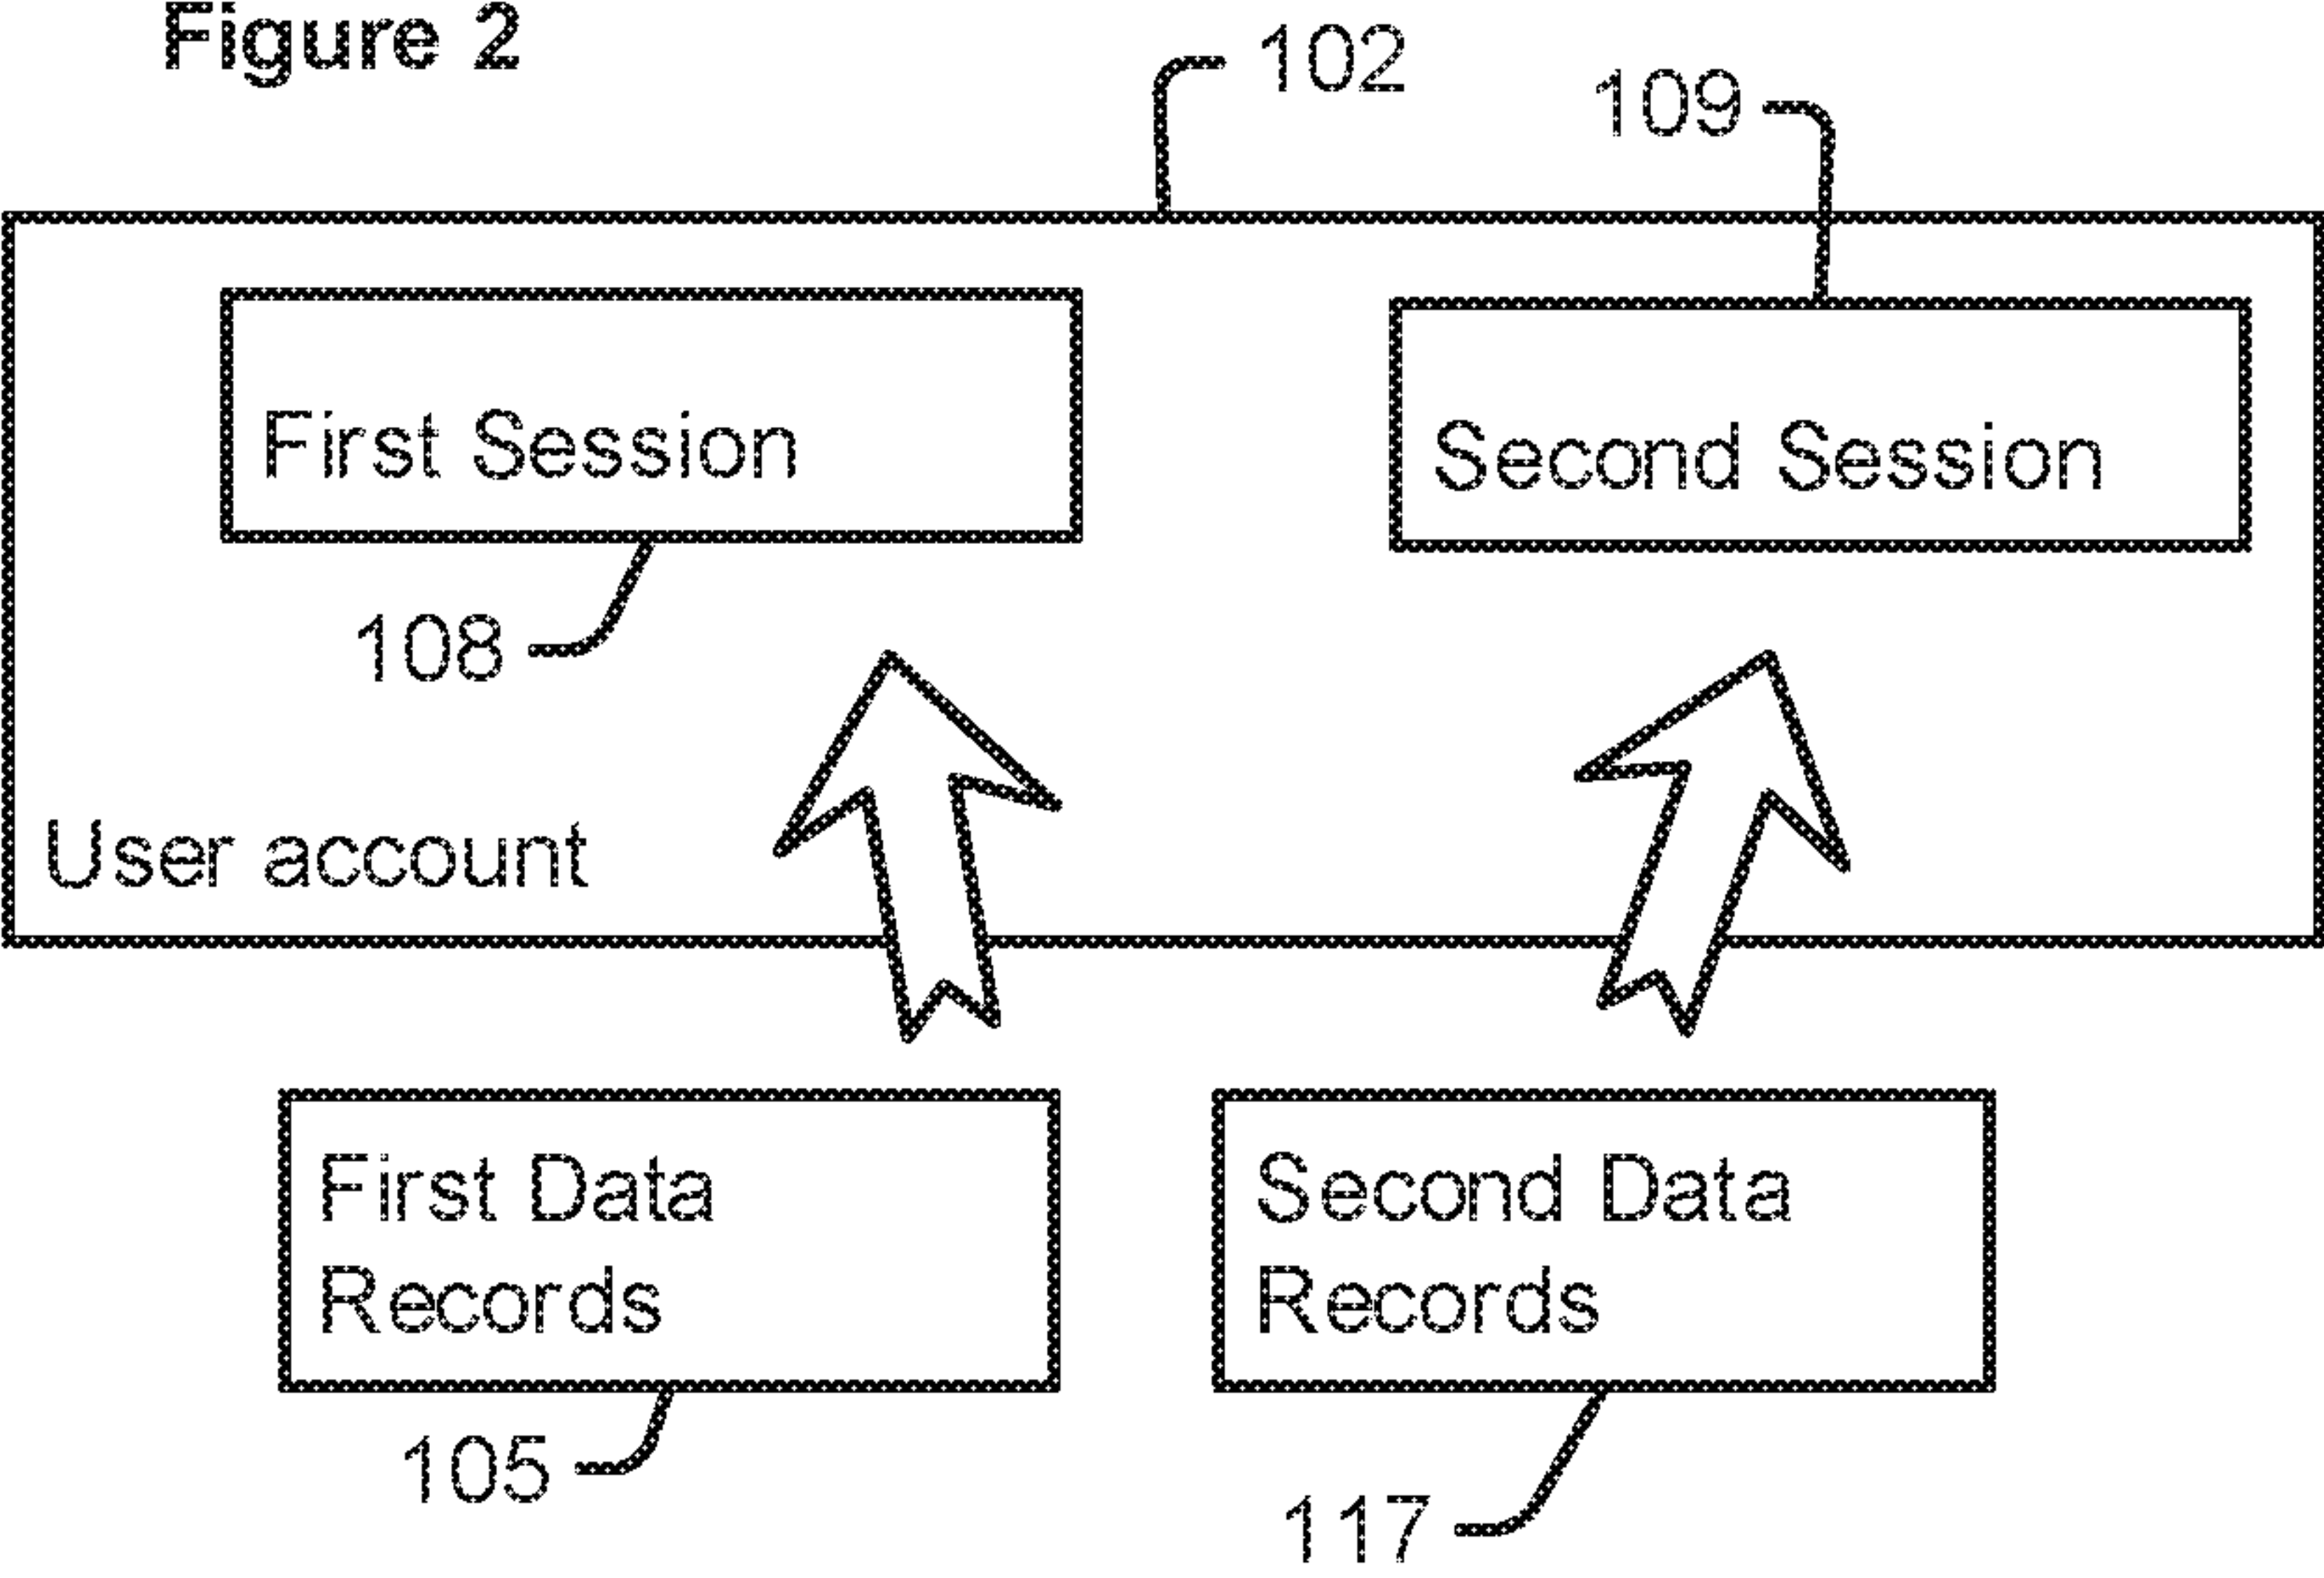 Figure 2
102
109
First Session
Second Session
108
User account
First Data
Records
Second Data
Records
105
117